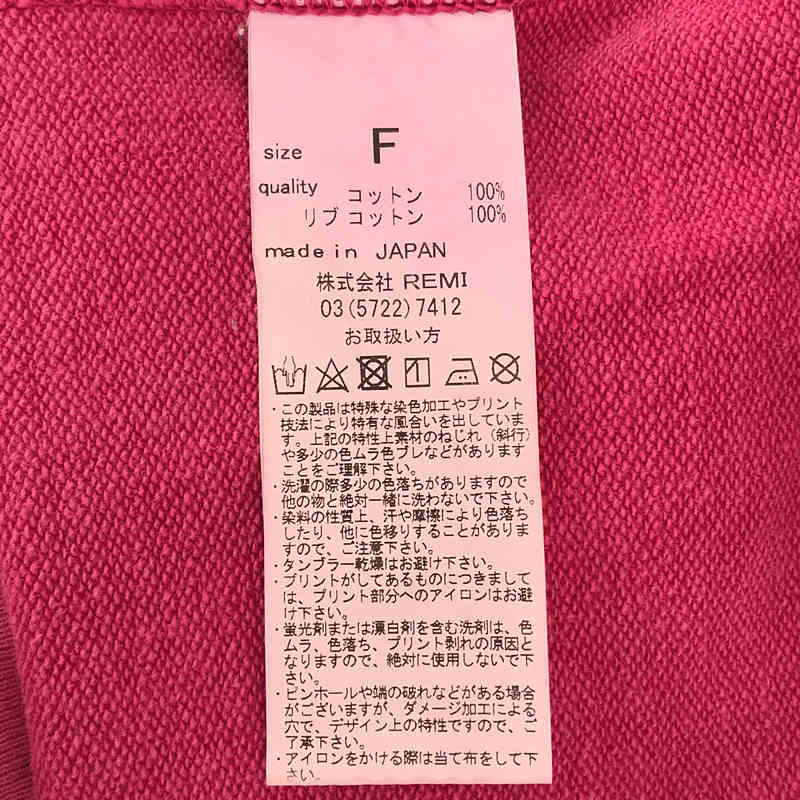 size F
quality コットン 100%
リブ コットン 100%
made in JAPAN
株式会社 REMI
03(5722)7412
お取扱い方
・この製品は特殊な染色加工やプリント
技法により特有な風合いを出していま
す。上記の特性上素材のねじれ(斜行)
や多少の色ムラ色ブレなどがあります
ことをご理解下さい。
・洗濯の際多少の色落ちがありますので
他の物と絶対一緒に洗わないで下さい。
・染料の性質上、汗や摩擦により色落ち
したり、他に色移りすることがありま
すので、ご注意下さい。
・タンブラー乾燥はお避け下さい。
・プリントがしてあるものにつきまして
は、プリント部分へのアイロンはお避
け下さい。
・蛍光剤または漂白剤を含む洗剤は、色
ムラ、色落ち、プリント剥れの原因と
なりますので、絶対に使用しないで下
さい。
・ピンホールや端の破れなどがある場合
がございますが、ダメージ加工による
穴で、デザイン上の特性ですので、ご
了承下さい。
・アイロンをかける際は当て布をして下
さい。